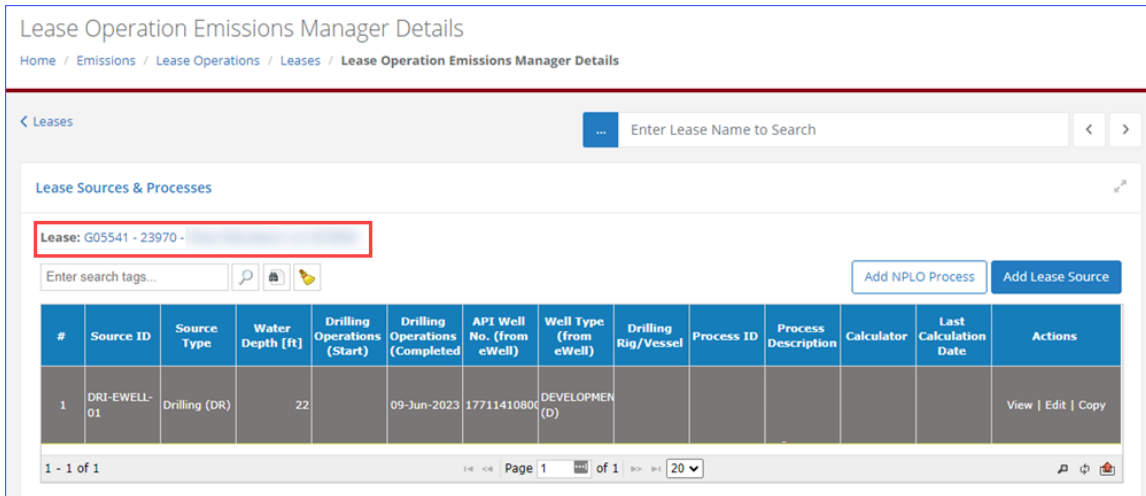 Lease Operation Emissions Manager Details
Home / Emissions / Lease Operations / Leases / Lease Operation Emissions Manager Details
Leases
...
Enter Lease Name to Search
Lease Sources & Processes
Lease: G05541 - 23970 -
Enter search tags...
Add NPLO Process
Add Lease Source
#
Source ID
Source
Type
Water
Depth [ft]
Drilling
Operations
(Start)
Drilling
Operations
(Completed
API Well
No. (from
eWell)
Well Type
(from
eWell)
Drilling
Rig/Vessel
Process ID
Process
Description
Calculator
Last
Calculation
Date
Actions
1
DRI-EWELL-
01
Drilling (DR)
22
09-Jun-2023
1771141080
DEVELOPMEN
(D)
View | Edit | Copy
1 - 1 of 1
Page 1 of 1
20